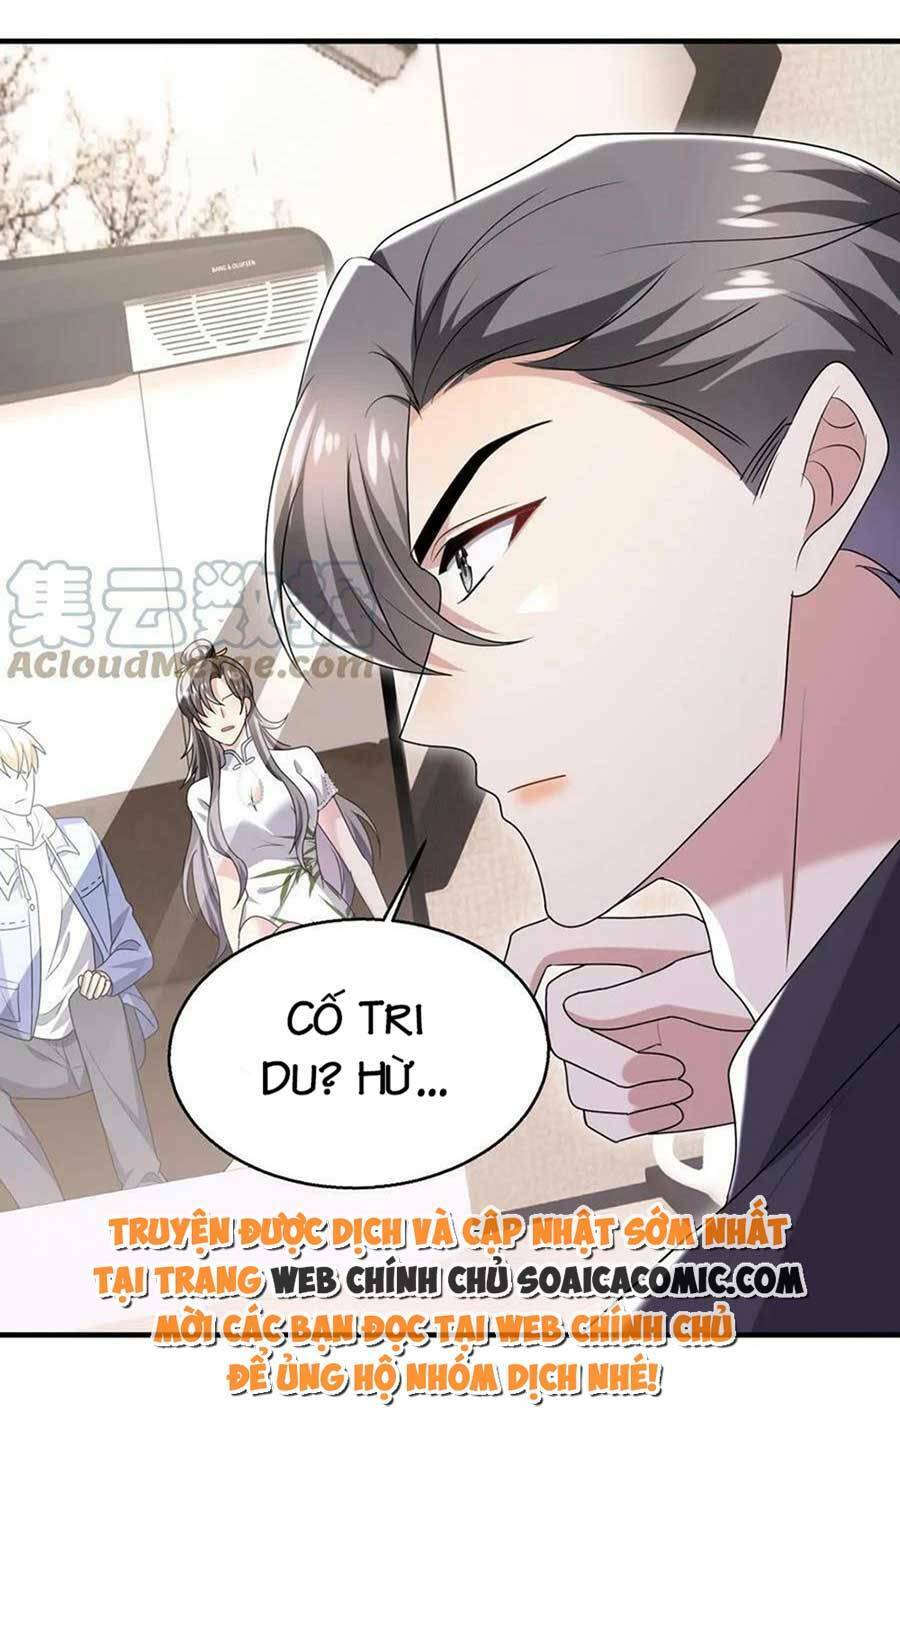 BANG & OLUFSEN
集云数据
ACloudMerge.com
CỐ TRI
DU? HỪ...
TRUYỆN ĐƯỢC DỊCH VÀ CẬP NHẬT SỚM NHẤT
TẠI TRANG WEB CHÍNH CHỦ SOAICACOMIC.COM
MỜI CÁC BẠN ĐỌC TẠI WEB CHÍNH CHỦ
ĐỂ ỦNG HỘ NHÓM DỊCH NHÉ!